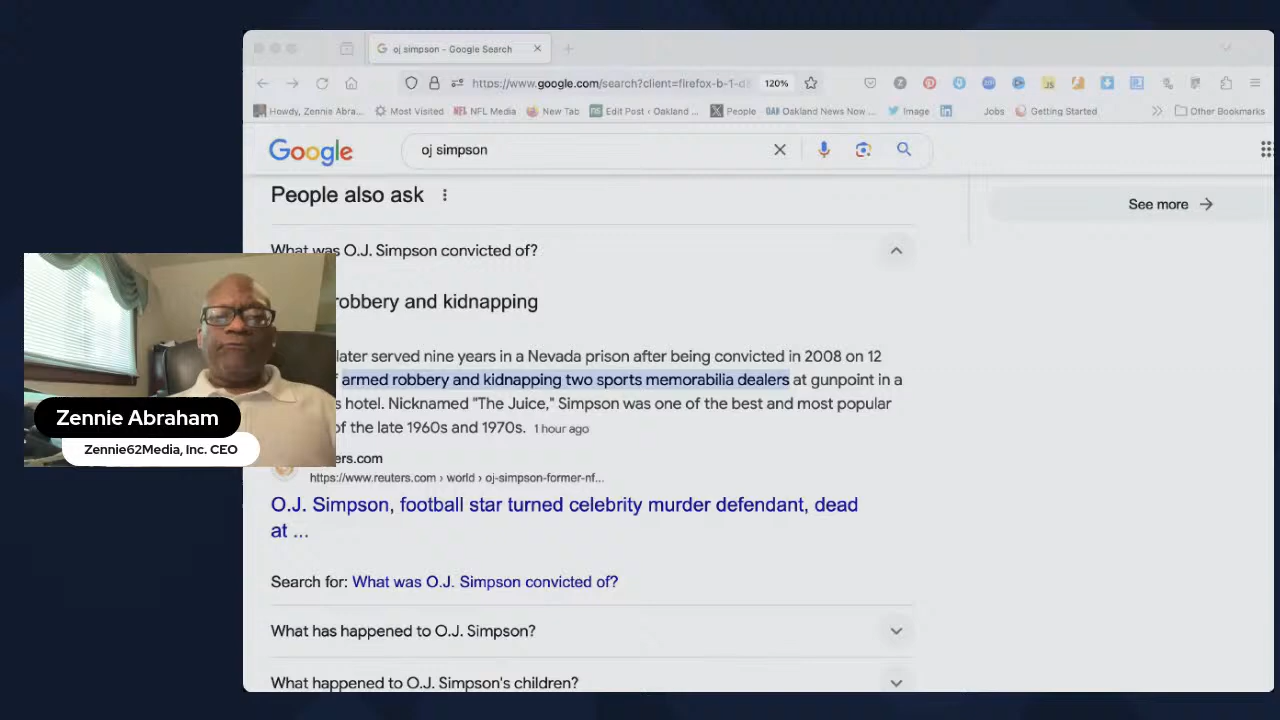 oj simpson - Google Search
https://www.google.com/search?client=firefox-b-1-d
120%
Howdy, Zennie Abra...
Most Visited
NFL Media
New Tab
Edit Post ‹ Oakland ...
People
Oakland News Now ...
Image
Jobs
Getting Started
Other Bookmarks
Google
oj simpson
People also ask
See more
What was O.J. Simpson convicted of?
robbery and kidnapping
later served nine years in a Nevada prison after being convicted in 2008 on 12
armed robbery and kidnapping two sports memorabilia dealers at gunpoint in a
hotel. Nicknamed "The Juice," Simpson was one of the best and most popular
of the late 1960s and 1970s. 1 hour ago
Zennie Abraham
Zennie62Media, Inc. CEO
ers.com
https://www.reuters.com › world › oj-simpson-former-nf...
O.J. Simpson, football star turned celebrity murder defendant, dead
at ...
Search for: What was O.J. Simpson convicted of?
What has happened to O.J. Simpson?
What happened to O.J. Simpson's children?